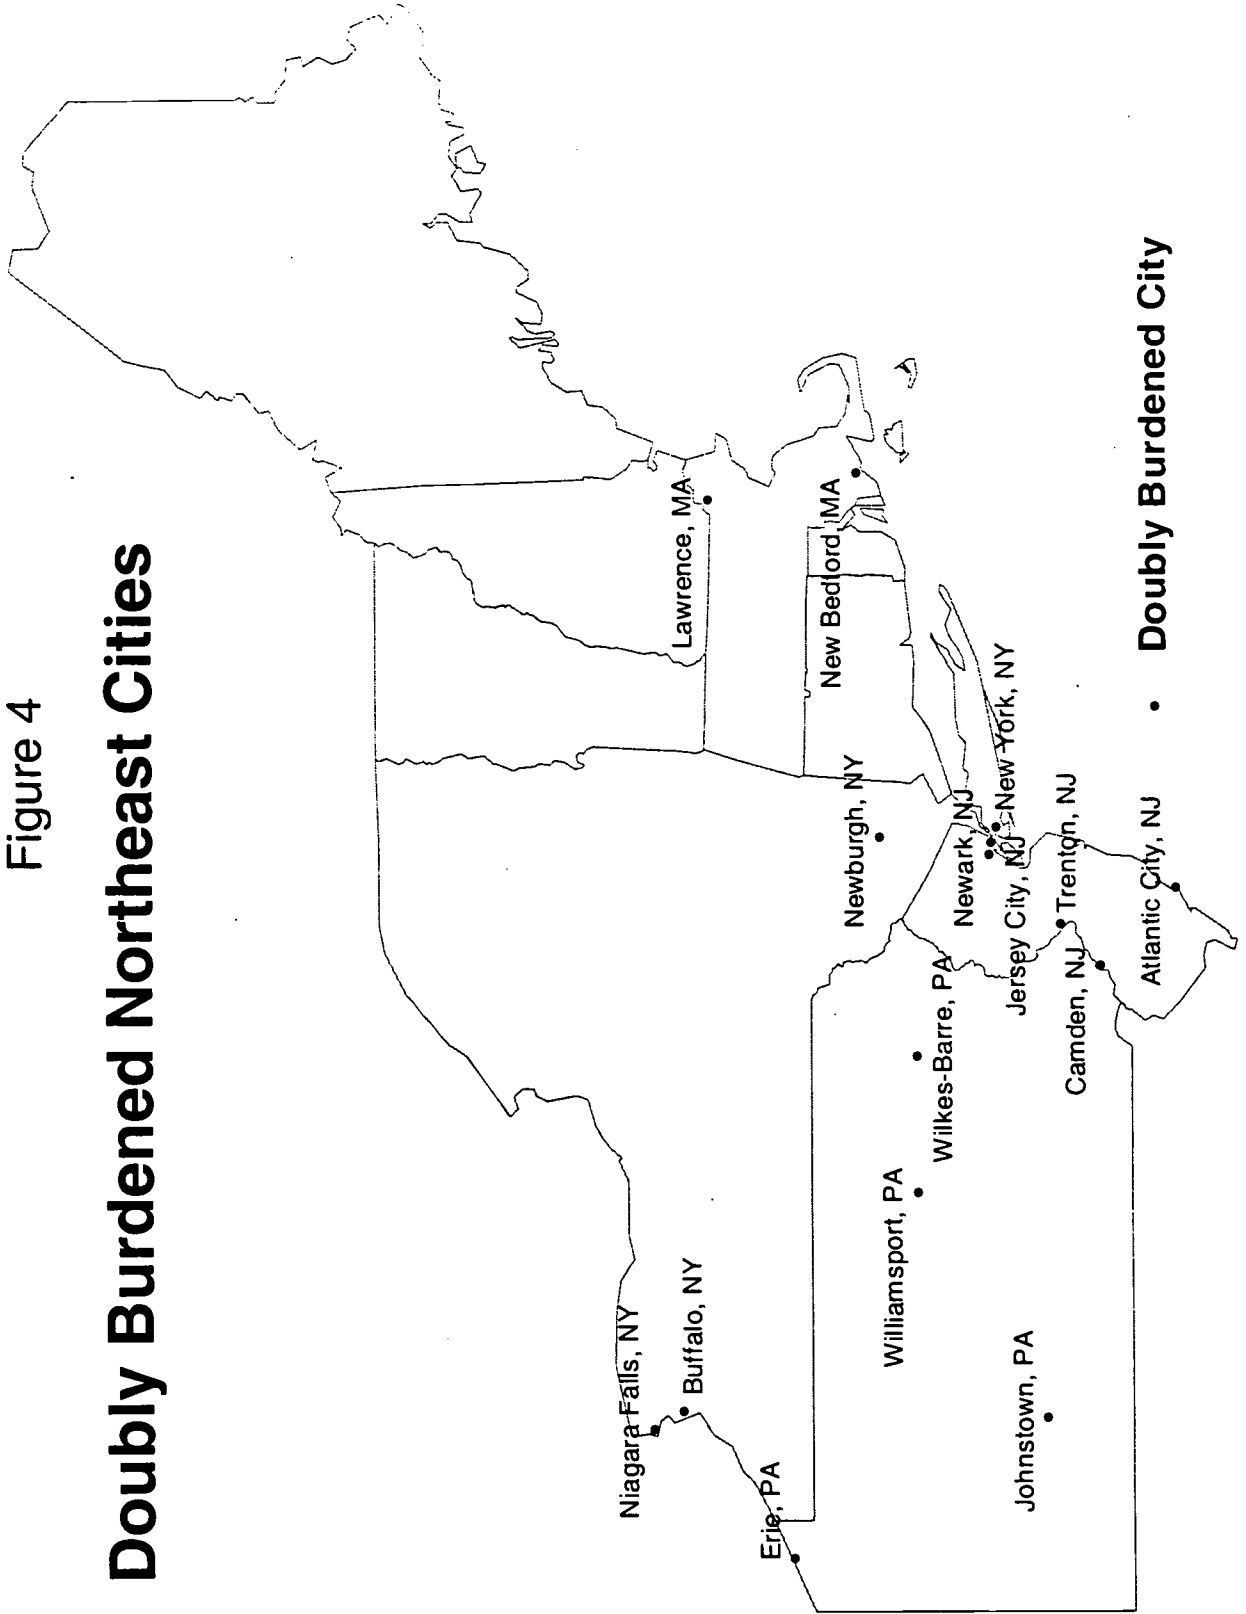 Figure 4
Doubly Burdened Northeast Cities
Lawrence, MA
Niagara Falls, NY
Buffalo, NY
Erie, PA
New Bedford, MA
Newburgh, NY
Williamsport, PA
Wilkes-Barre, PA
Newark, NJ
New York, NY
Jersey City, NJ
Johnstown, PA
Trenton, NJ
Camden, NJ
Atlantic City, NJ
• Doubly Burdened City